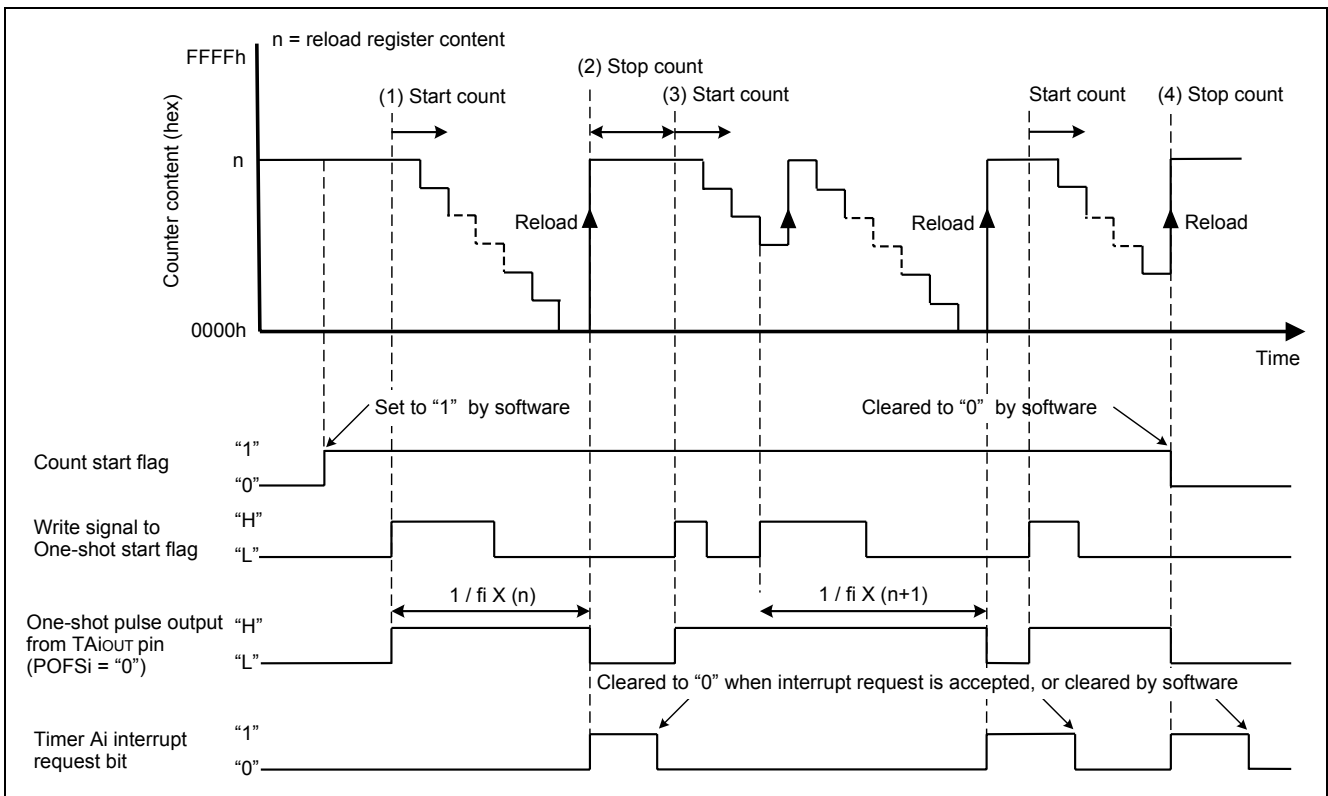 n = reload register content
FFFFh
(2) Stop count
(1) Start count
(3) Start count
Start count
(4) Stop count
Counter content (hex)
n
Reload
Reload
Reload
0000h
Time
Set to “1” by software
Cleared to “0” by software
Count start flag
“1”
“0”
Write signal to
One-shot start flag
“H”
“L”
1 / fi X (n)
1 / fi X (n+1)
One-shot pulse output
from TAiOUT pin
(POFSi = “0”)
“H”
“L”
Cleared to “0” when interrupt request is accepted, or cleared by software
Timer Ai interrupt
request bit
“1”
“0”